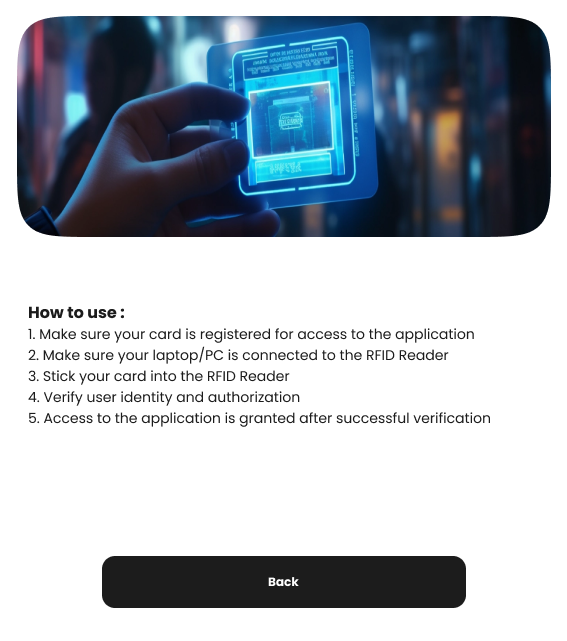 How to use :
1. Make sure your card is registered for access to the application
2. Make sure your laptop/PC is connected to the RFID Reader
3. Stick your card into the RFID Reader
4. Verify user identity and authorization
5. Access to the application is granted after successful verification
Back